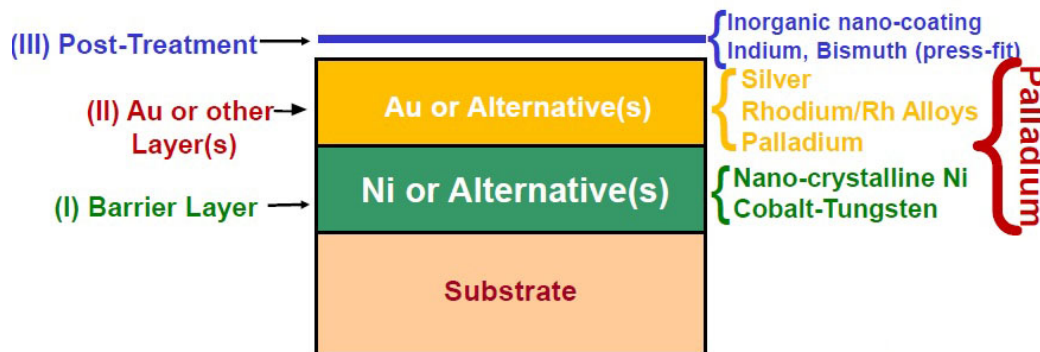 (III) Post-Treatment
Inorganic nano-coating
Indium, Bismuth (press-fit)
(II) Au or other
Layer(s)
Au or Alternative(s)
Silver
Rhodium/Rh Alloys
Palladium
(I) Barrier Layer
Ni or Alternative(s)
Nano-crystalline Ni
Cobalt-Tungsten
Palladium
Substrate